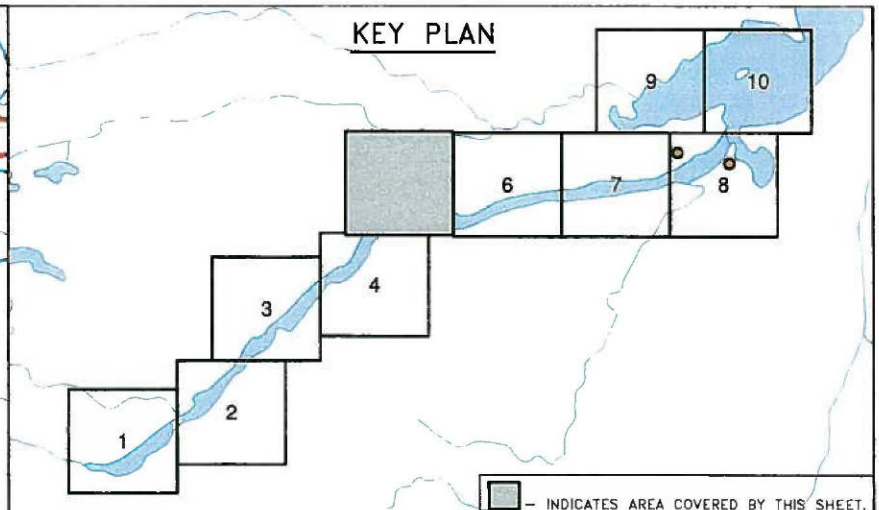 KEY PLAN
9 10
6 7 8
4
3
2
1
- INDICATES AREA COVERED BY THIS SHEET.